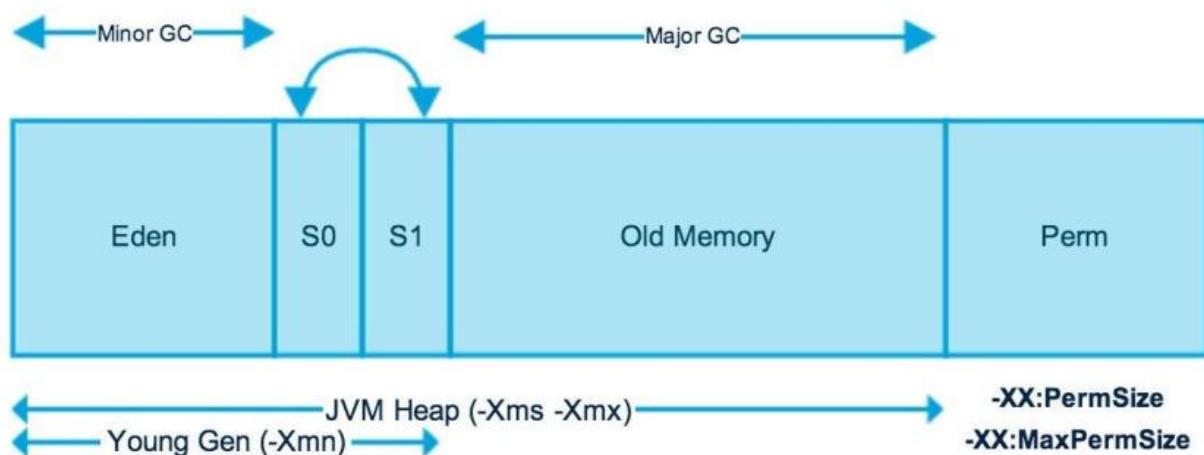 Minor GC
Major GC
Eden
S0
S1
Old Memory
Perm
JVM Heap (-Xms -Xmx)
Young Gen (-Xmn)
-XX:PermSize
-XX:MaxPermSize